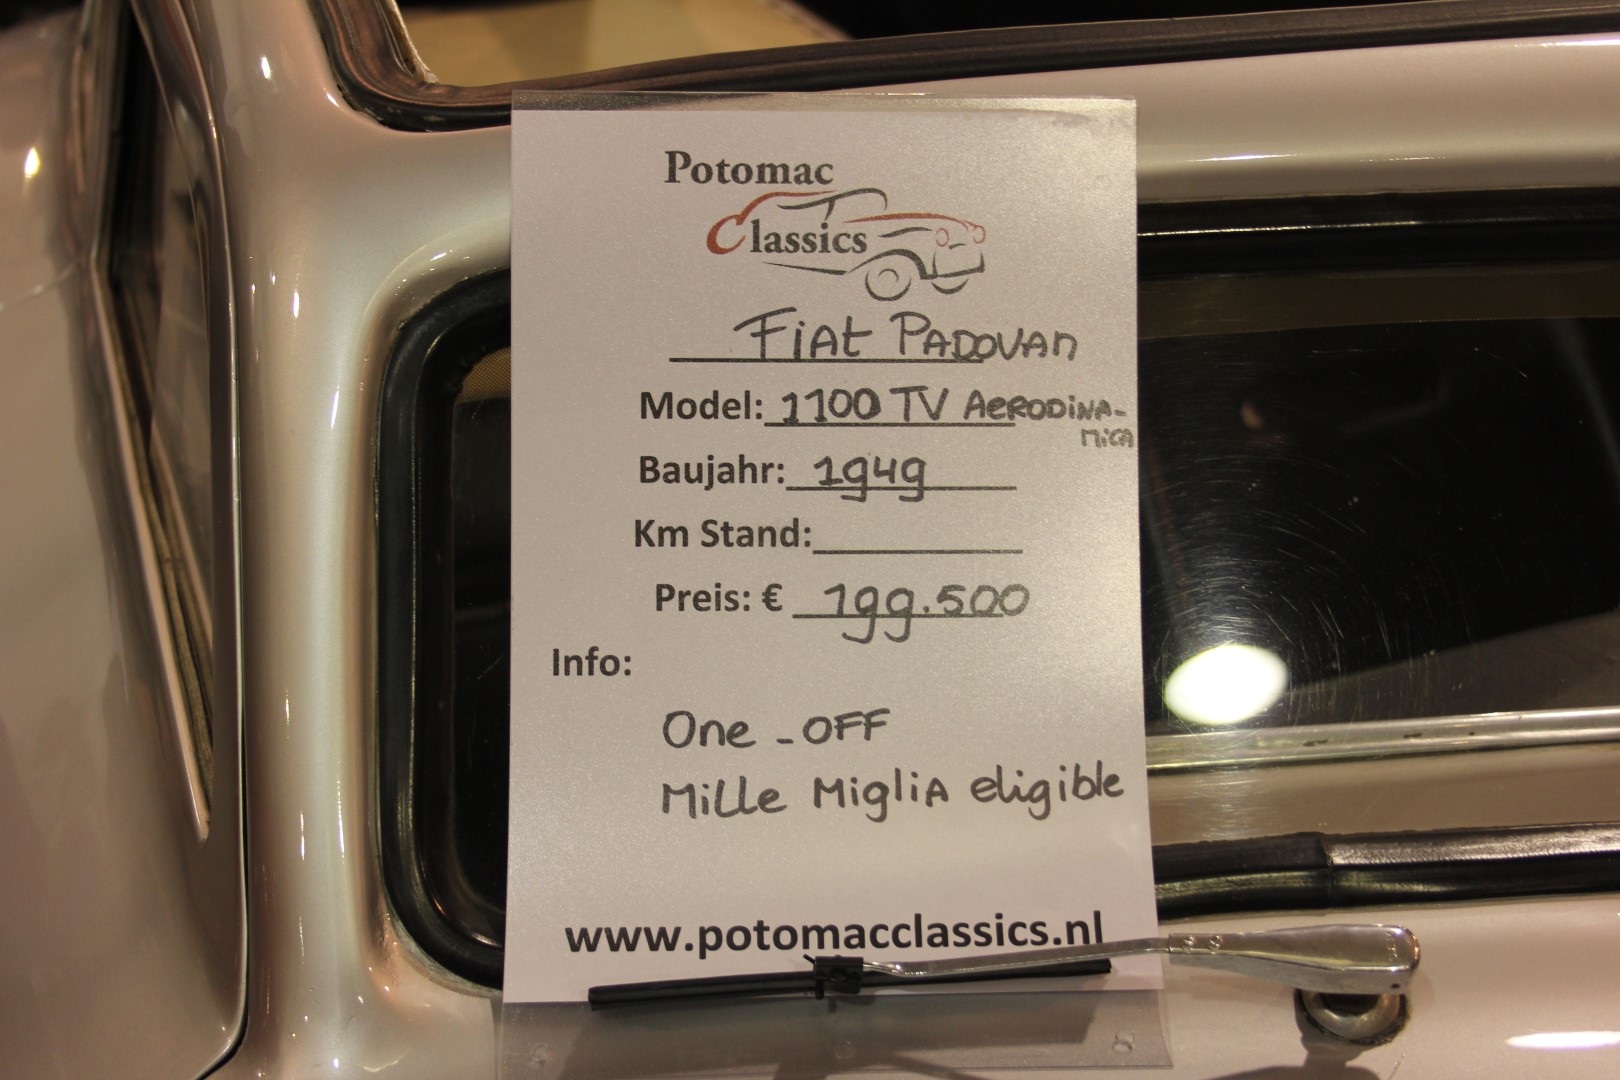 Potomac
Classics
Fiat PADOVAN
Model: 1100 TV AERODINA-
MICA
Baujahr: 1949
Km Stand:
Preis: € 199.500
Info:
One - OFF
Mille MigliA eligible
www.potomacclassics.nl